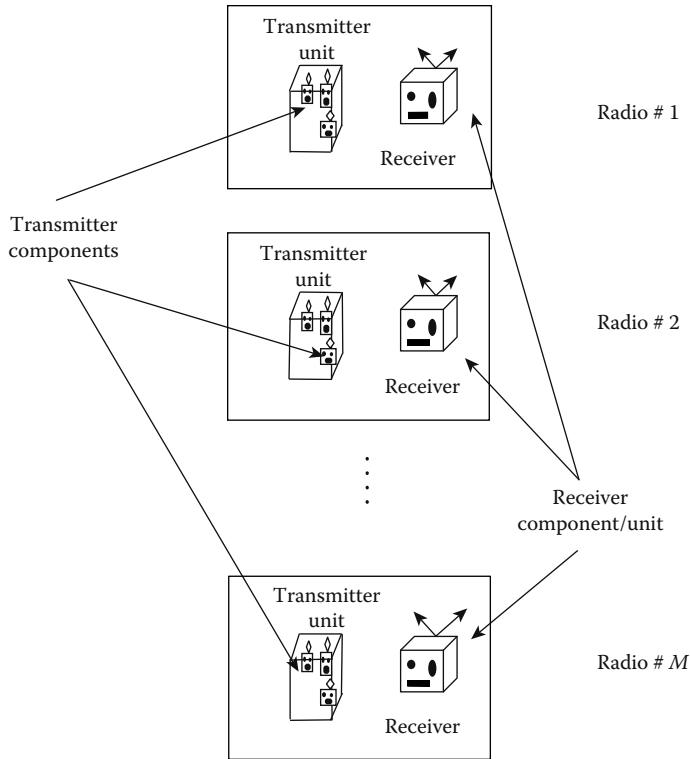 Transmitter
unit
Receiver
Radio # 1
Transmitter
components
Transmitter
unit
Receiver
Radio # 2
Receiver
component/unit
Transmitter
unit
Receiver
Radio # M